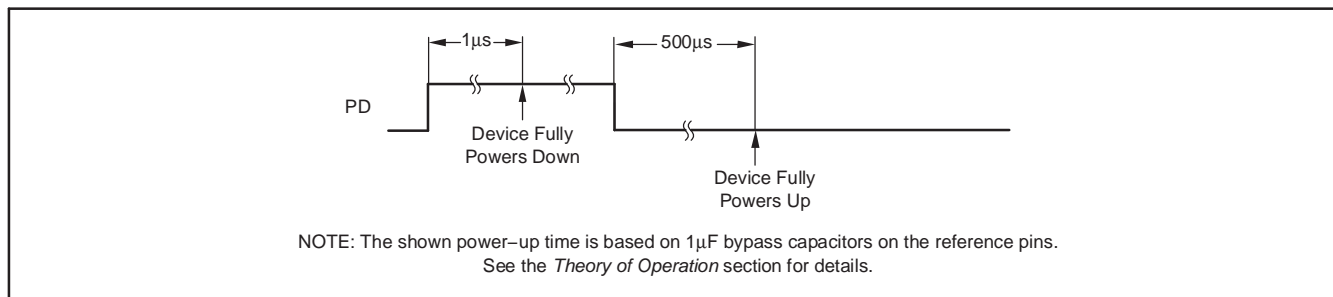 1μs
500μs
PD
Device Fully
Powers Down
Device Fully
Powers Up
NOTE: The shown power−up time is based on 1μF bypass capacitors on the reference pins.
See the Theory of Operation section for details.